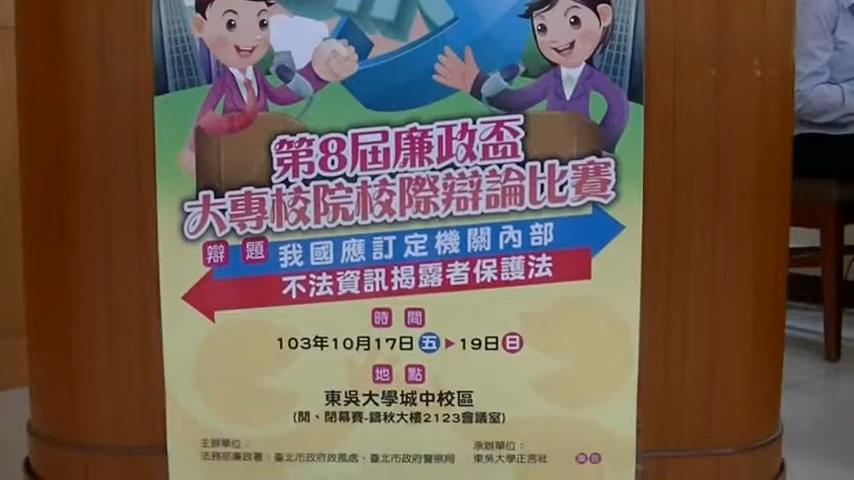 第8屆廉政盃
大專校院校際辯論比賽
辯題 我國應訂定機關內部
不法資訊揭露者保護法
時間
103年10月17日五▶19日日
地點
東吳大學城中校區
(開、閉幕賽-鑄秋大樓2123會議室)
主辦單位:
法務部廉政署、臺北市政府政風處、臺北市政府警察局
承辦單位:
東吳大學正言社